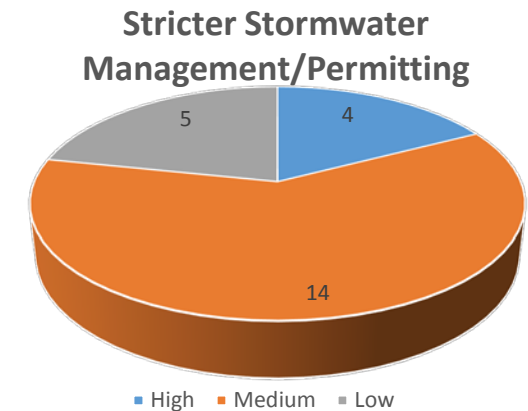 Stricter Stormwater
Management/Permitting
5
4
14
High Medium Low